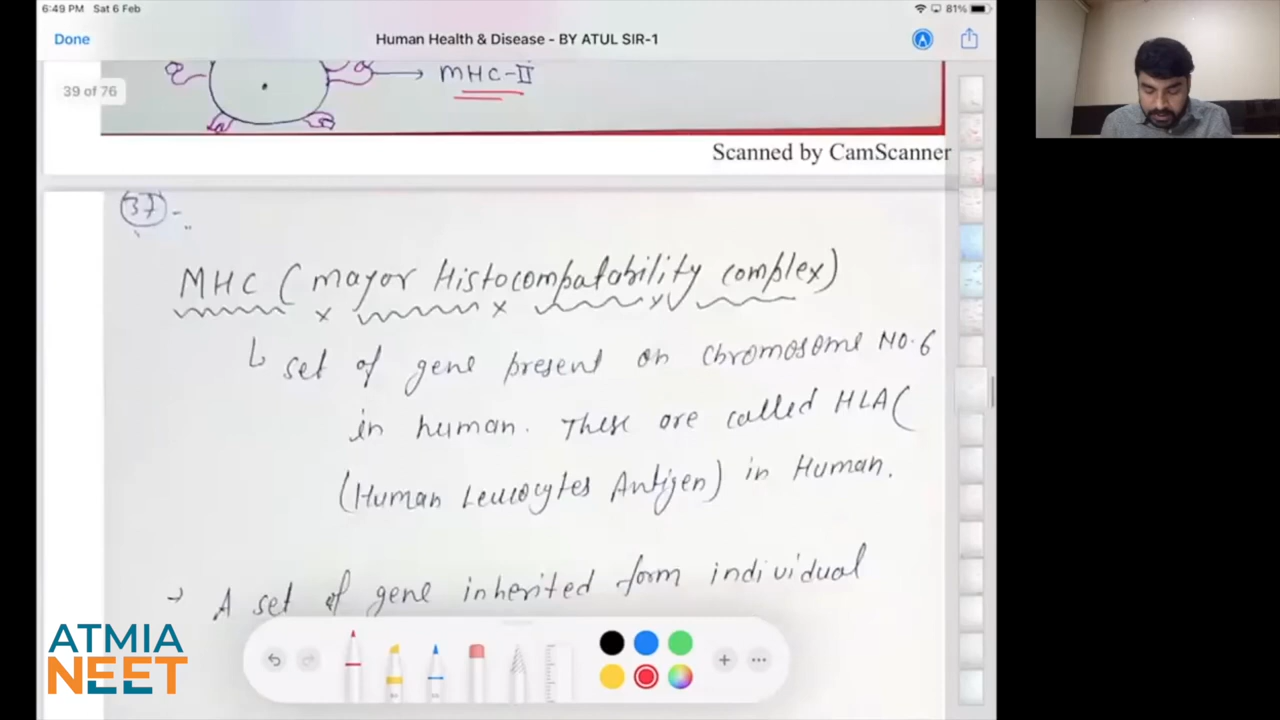 6:49 PM Sat 6 Feb
81%
Done
Human Health & Disease - BY ATUL SIR-1
39 of 76
MHC-II
Scanned by CamScanner
37 -
MHC (Mayor Histocompatability complex)
set of gene present on chromosome No. 6
in human. These are called HLA(
(Human Leucocytes Antigen) in Human.
→ A set of gene inherited form individual
ATMIA
NEET